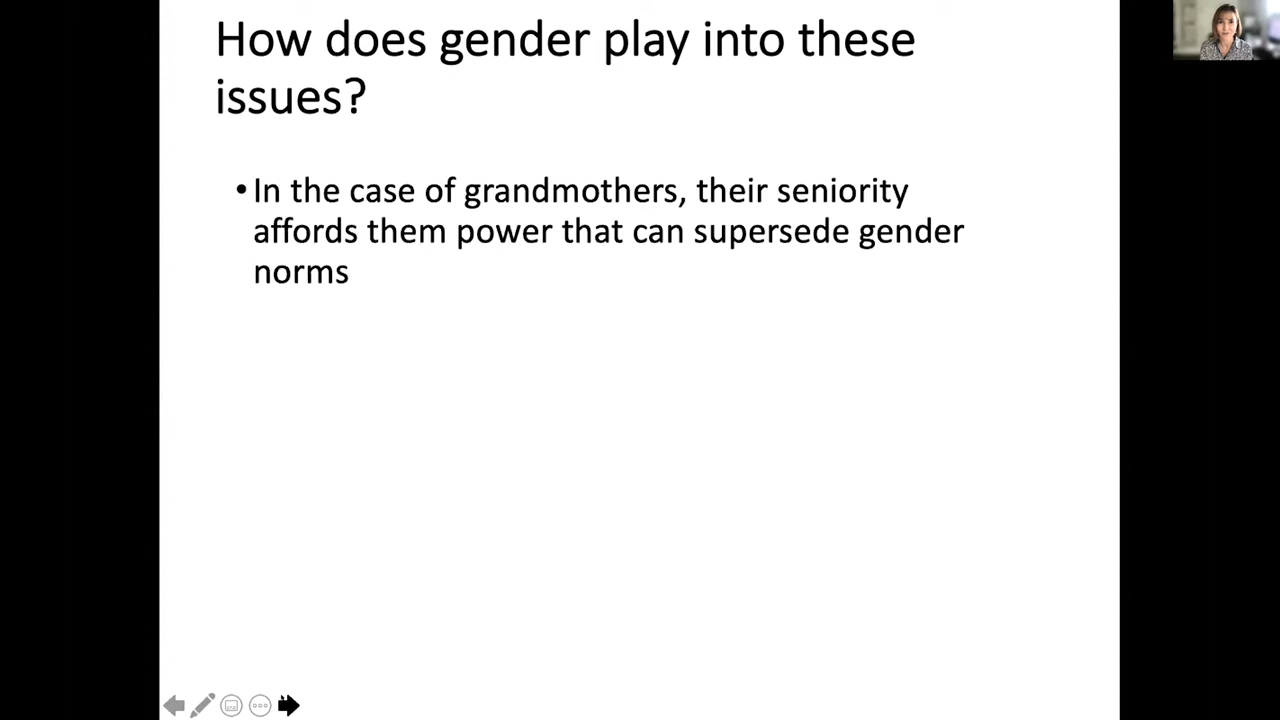 How does gender play into these
issues?
•In the case of grandmothers, their seniority
affords them power that can supersede gender
norms